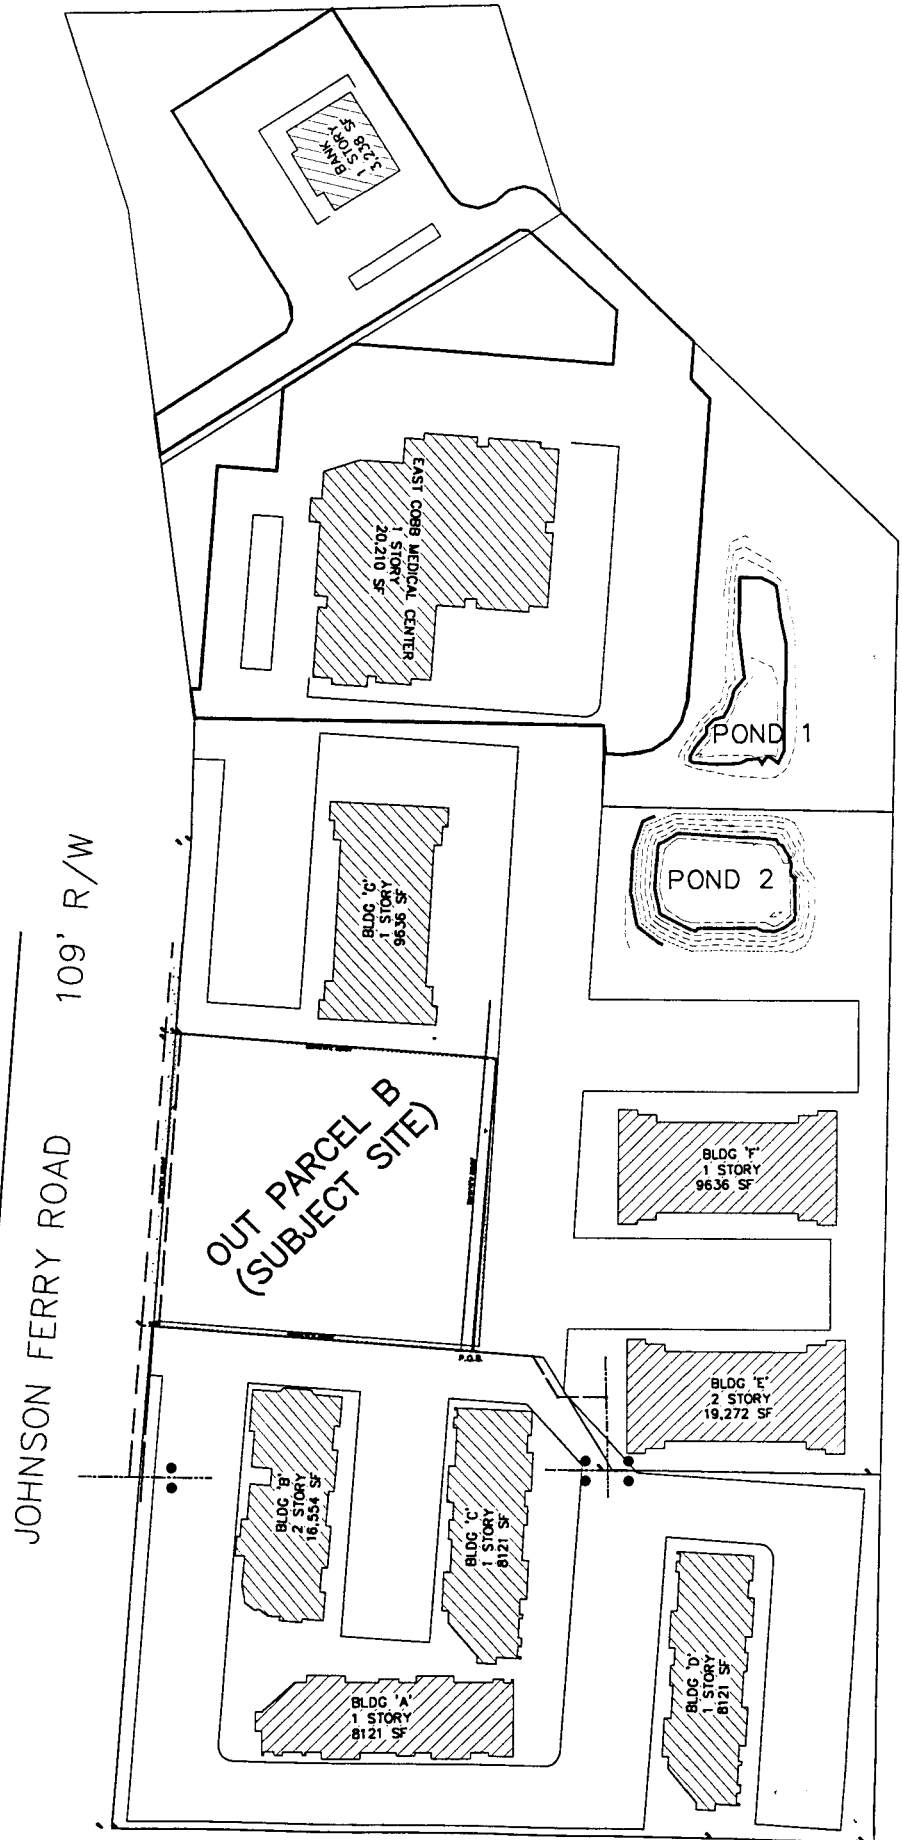 BANK
1 STORY
3,238 SF
EAST COBB MEDICAL CENTER
1 STORY
20,210 SF
POND 1
POND 2
BLDG 'G'
1 STORY
9636 SF
JOHNSON FERRY ROAD 109' R/W
OUT PARCEL B
(SUBJECT SITE)
BLDG 'F'
1 STORY
9636 SF
P.O.B.
BLDG 'E'
2 STORY
19,272 SF
BLDG 'B'
2 STORY
16,554 SF
BLDG 'C'
1 STORY
8121 SF
BLDG 'D'
1 STORY
8121 SF
BLDG 'A'
1 STORY
8121 SF